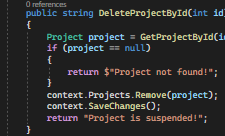 0 references
public string DeleteProjectById(int id
{
Project project = GetProjectById(i
if (project == null)
{
return $"Project not found!";
}
context.Projects.Remove(project);
context.SaveChanges();
return "Project is suspended!";
}